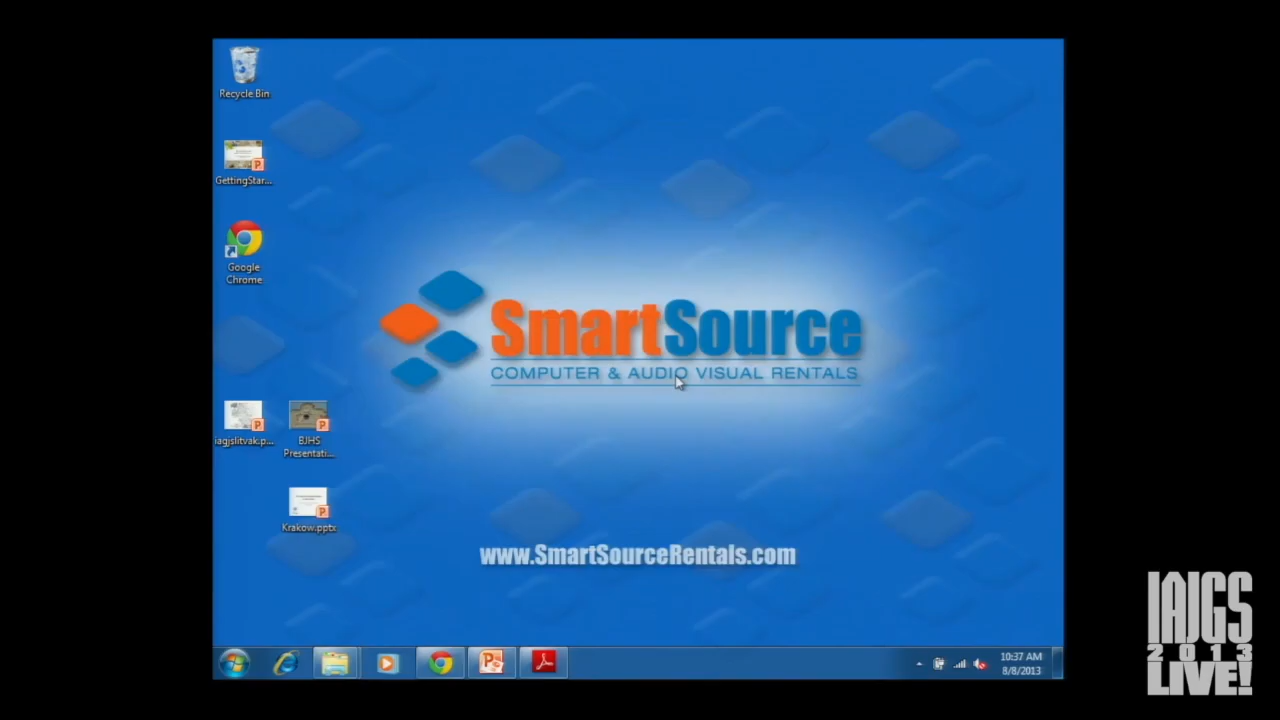 Recycle Bin
GettingStar...
Google
Chrome
SmartSource
COMPUTER & AUDIO VISUAL RENTALS
iagjslitvak.p...
BJHS
Presentati...
Krakow.pptx
www.SmartSourceRentals.com
10:37 AM
8/8/2013
IAJGS
2013
LIVE!